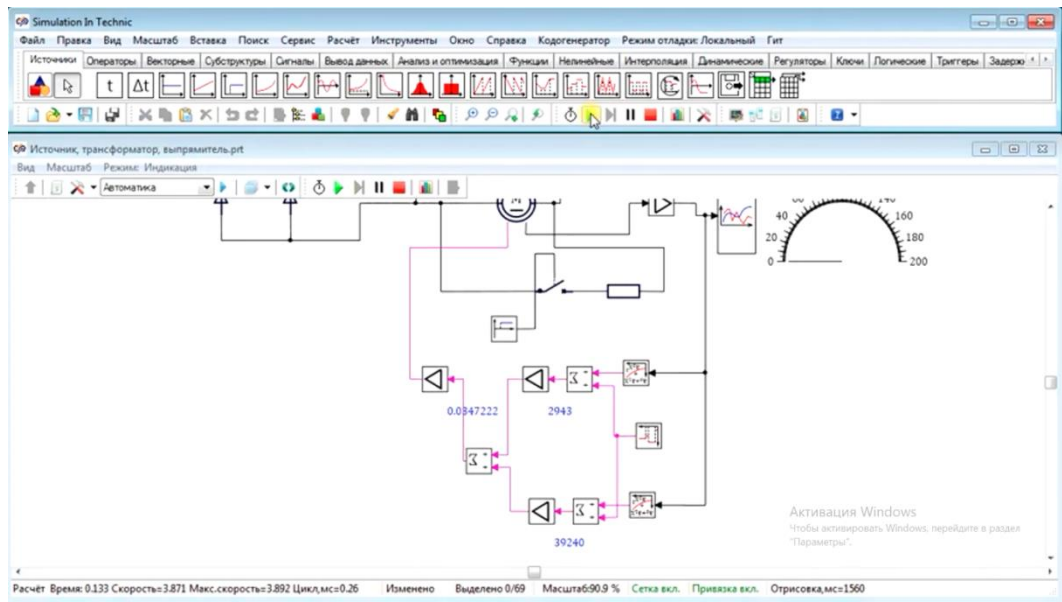 Simulation In Technic
Файл Правка Вид Масштаб Вставка Поиск Сервис Расчёт Инструменты Окно Справка Кодогенератор Режим отладки: Локальный Гит
Источники Операторы Векторные Субструктуры Сигналы Вывод данных Анализ и оптимизация Функции Нелинейные Интерполяция Динамические Регуляторы Ключи Логические Триггеры Задерж
t Δt
Источник, трансформатор, выпрямитель.prt
Вид Масштаб Режим: Индикация
Автоматика
40 140 160
20 180
0 200
0.0347222 2943
39240
Активация Windows
Чтобы активировать Windows, перейдите в раздел
"Параметры".
Расчёт Время: 0.133 Скорость=3.871 Макс.скорость=3.892 Цикл,мс=0.26 Изменено Выделено 0/69 Масштаб:90.9 % Сетка вкл. Привязка вкл. Отрисовка,мс=1560